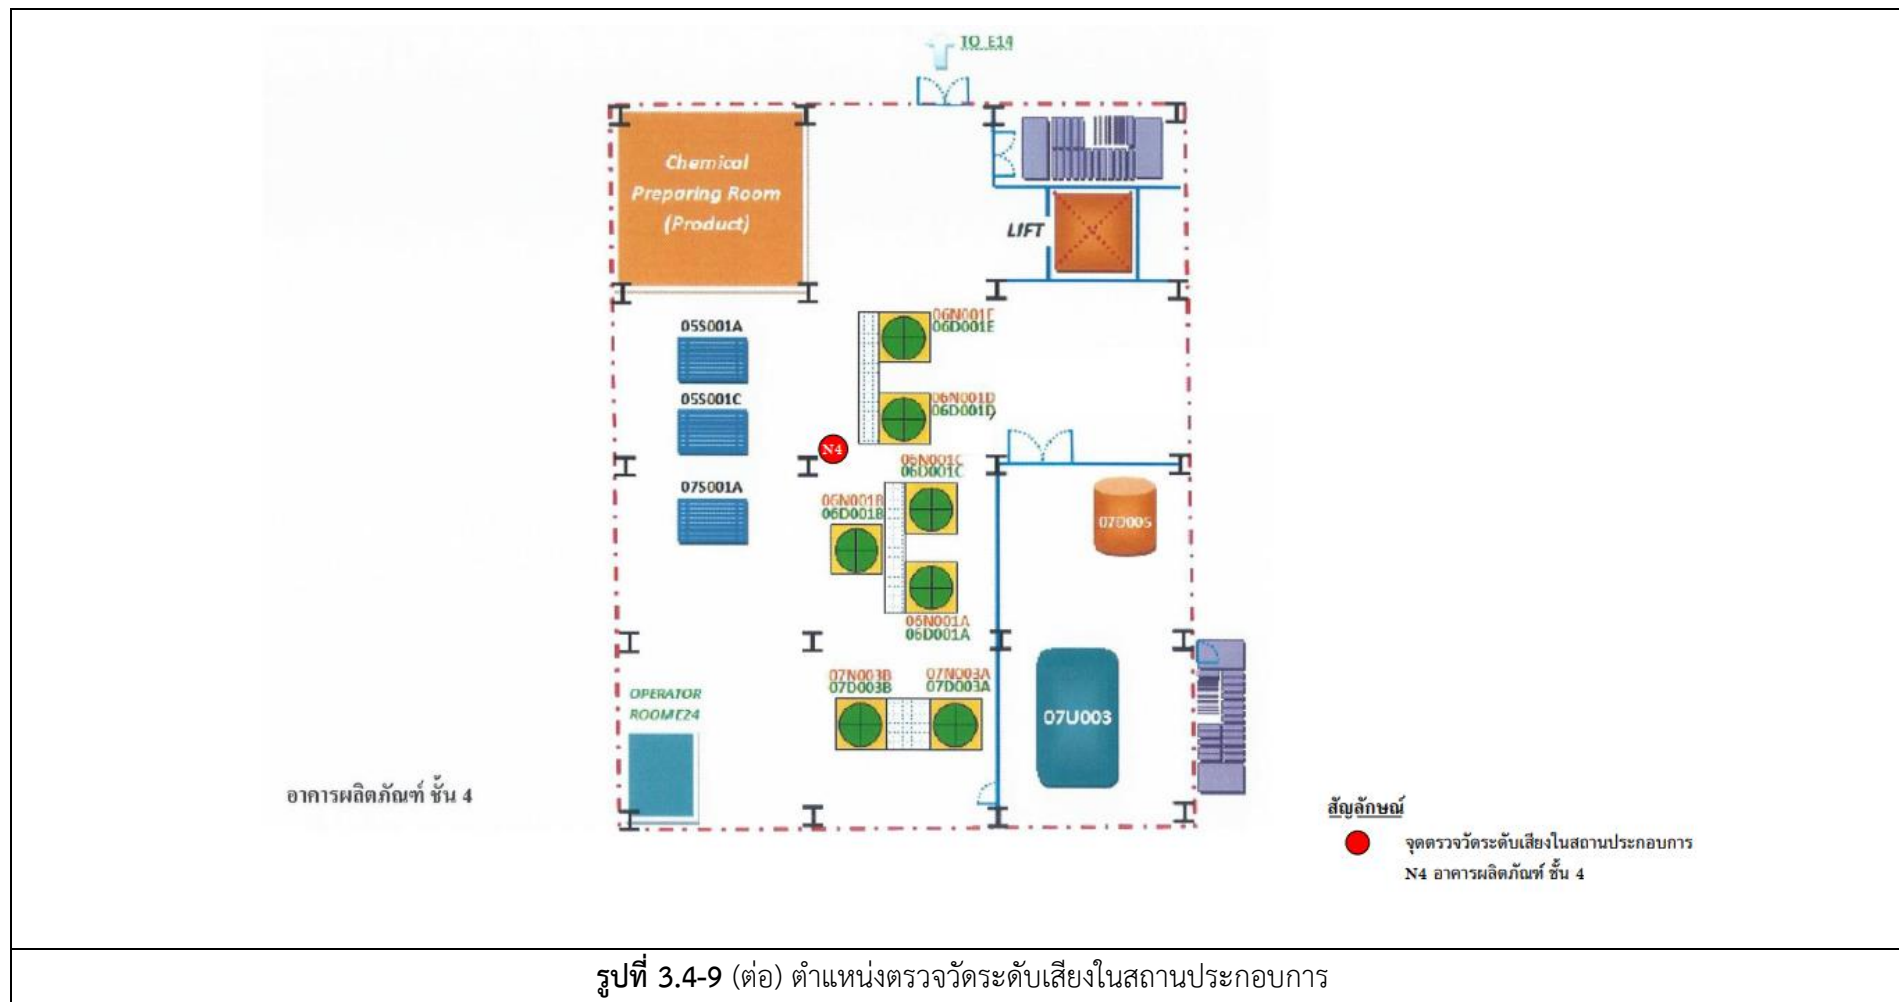 TO E14
Chemical
Preparing Room
(Product)
LIFT
05S001A
06N001E
06D001E
05S001C
06N001D
06D001D
N4
06N001C
06D001C
07S001A
06N001B
06D001B
07D005
06N001A
06D001A
07N003B
07D003B
07N003A
07D003A
OPERATOR
ROOM E24
07U003
อาคารผลิตภัณฑ์ ชั้น 4
สัญลักษณ์
จุดตรวจวัดระดับเสียงในสถานประกอบการ
N4 อาคารผลิตภัณฑ์ ชั้น 4
รูปที่ 3.4-9 (ต่อ) ตำแหน่งตรวจวัดระดับเสียงในสถานประกอบการ